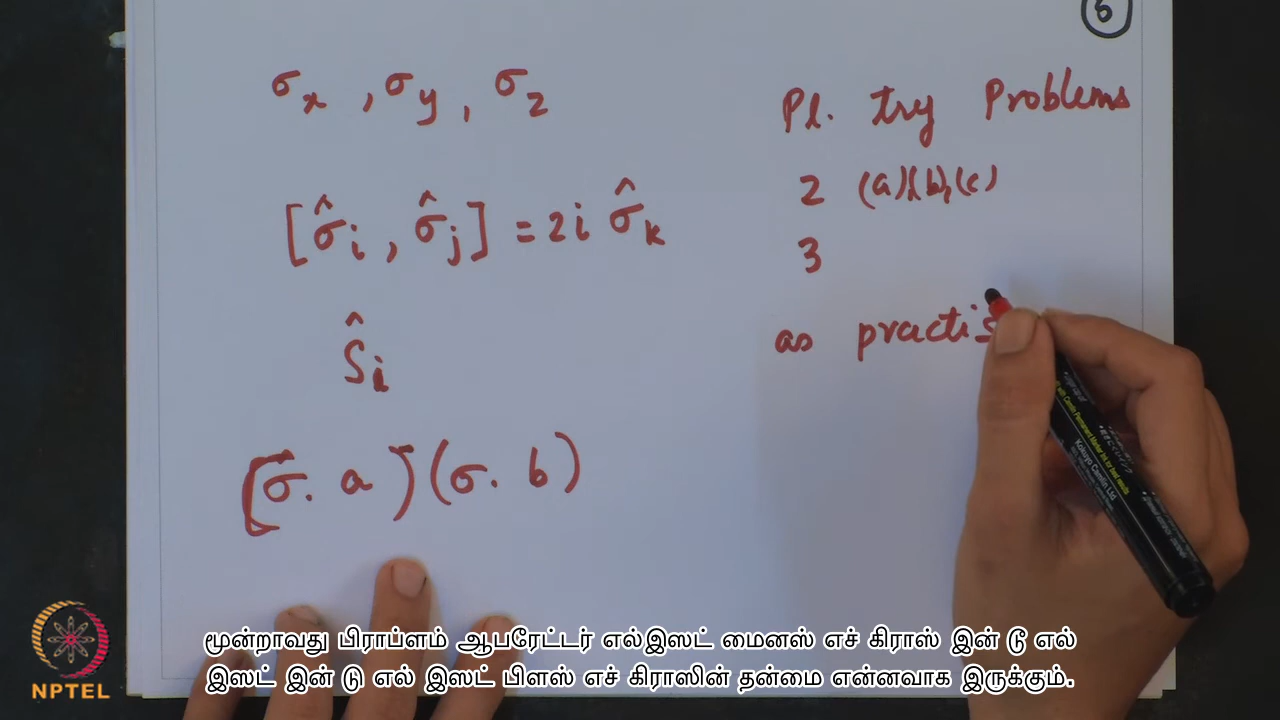 6
σx , σy , σz
[σ̂i , σ̂j] = 2i σ̂k
Ŝi
[σ. a] (σ. b)
Pl. try Problems
2 (a),(b),(c)
3
as practis
மூன்றாவது பிராப்ளம் ஆபரேட்டர் எல்இஸட் மைனஸ் எச் கிராஸ் இன் டூ எல்
இஸட் இன் டு எல் இஸட் பிளஸ் எச் கிராஸின் தன்மை என்னவாக இருக்கும்.
NPTEL